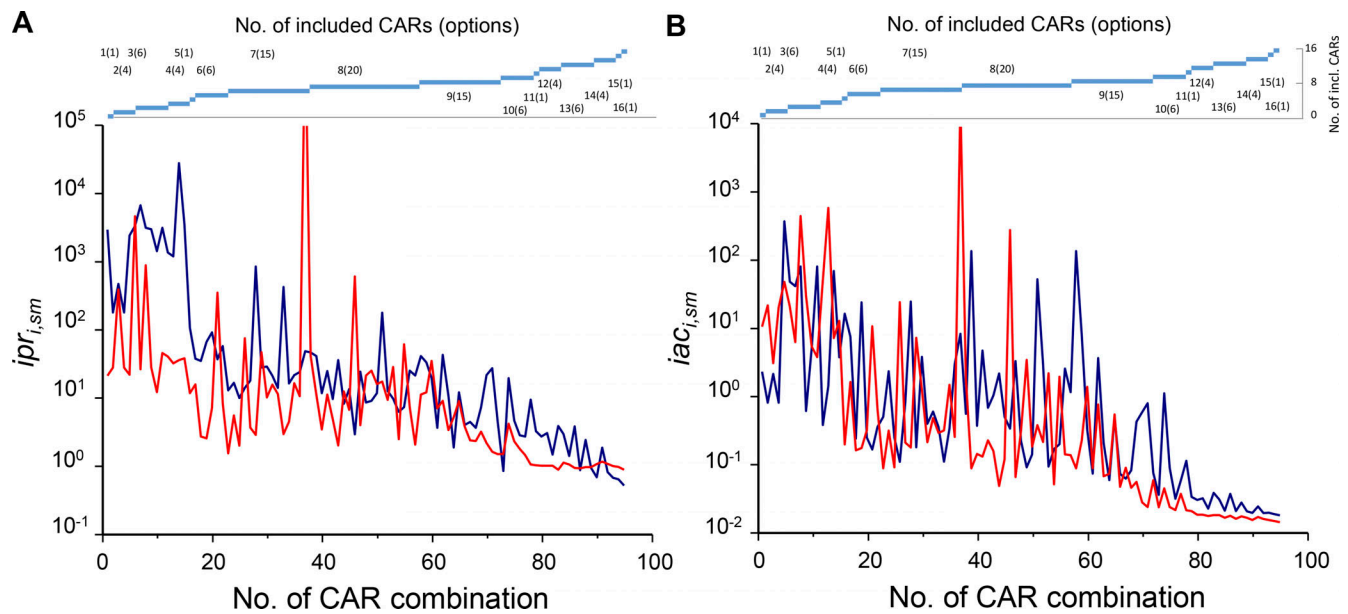 A
No. of included CARs (options)
1(1) 3(6) 5(1) 7(15)
2(4) 4(4) 6(6) 8(20)
9(15) 11(1) 12(4) 14(4) 15(1)
10(6) 13(6) 16(1)
10^5
10^4
10^3
10^2
10^1
10^0
10^-1
ipr_i,sm
0 20 40 60 80 100
No. of CAR combination
B
No. of included CARs (options)
1(1) 3(6) 5(1) 7(15)
2(4) 4(4) 6(6) 8(20)
9(15) 11(1) 12(4) 14(4) 15(1)
10(6) 13(6) 16(1)
16
8
0
No. of incl. CARs
10^4
10^3
10^2
10^1
10^0
10^-1
10^-2
iac_i,sm
0 20 40 60 80 100
No. of CAR combination